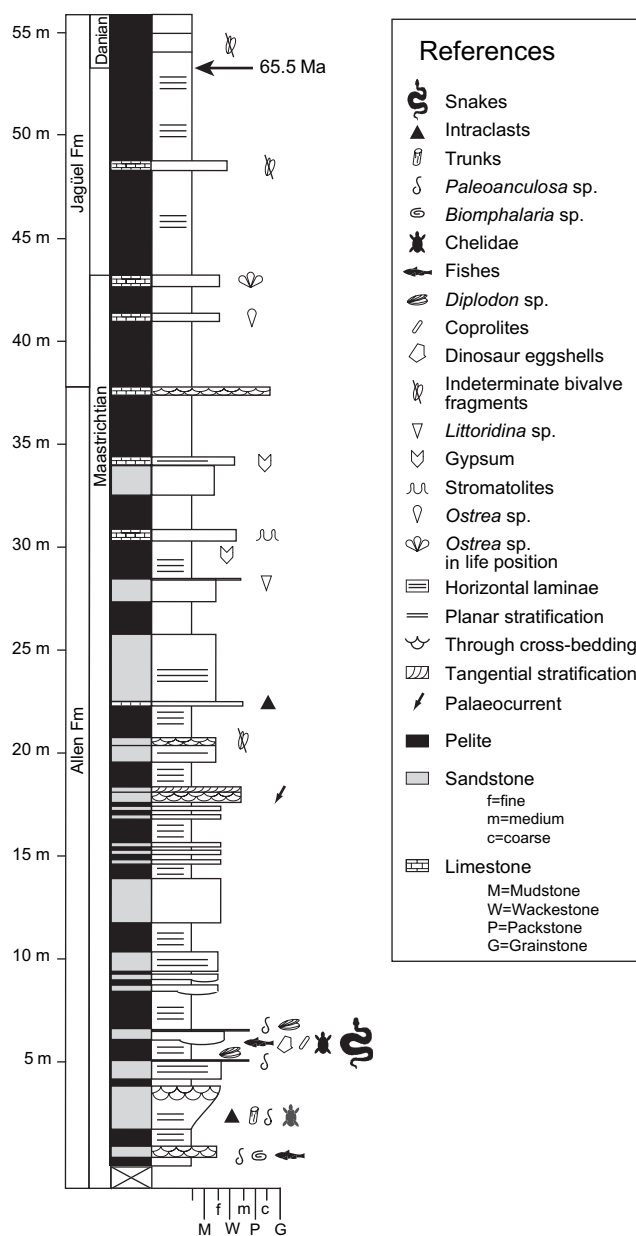 55 m
50 m
45 m
40 m
35 m
30 m
25 m
20 m
15 m
10 m
5 m
Jagüel Fm
Allen Fm
Danian
Maastrichtian
65.5 Ma
f m c
M W P G
References
Snakes
Intraclasts
Trunks
Paleoanculosa sp.
Biomphalaria sp.
Chelidae
Fishes
Diplodon sp.
Coprolites
Dinosaur eggshells
Indeterminate bivalve
fragments
Littoridina sp.
Gypsum
Stromatolites
Ostrea sp.
Ostrea sp.
in life position
Horizontal laminae
Planar stratification
Through cross-bedding
Tangential stratification
Palaeocurrent
Pelite
Sandstone
f=fine
m=medium
c=coarse
Limestone
M=Mudstone
W=Wackestone
P=Packstone
G=Grainstone